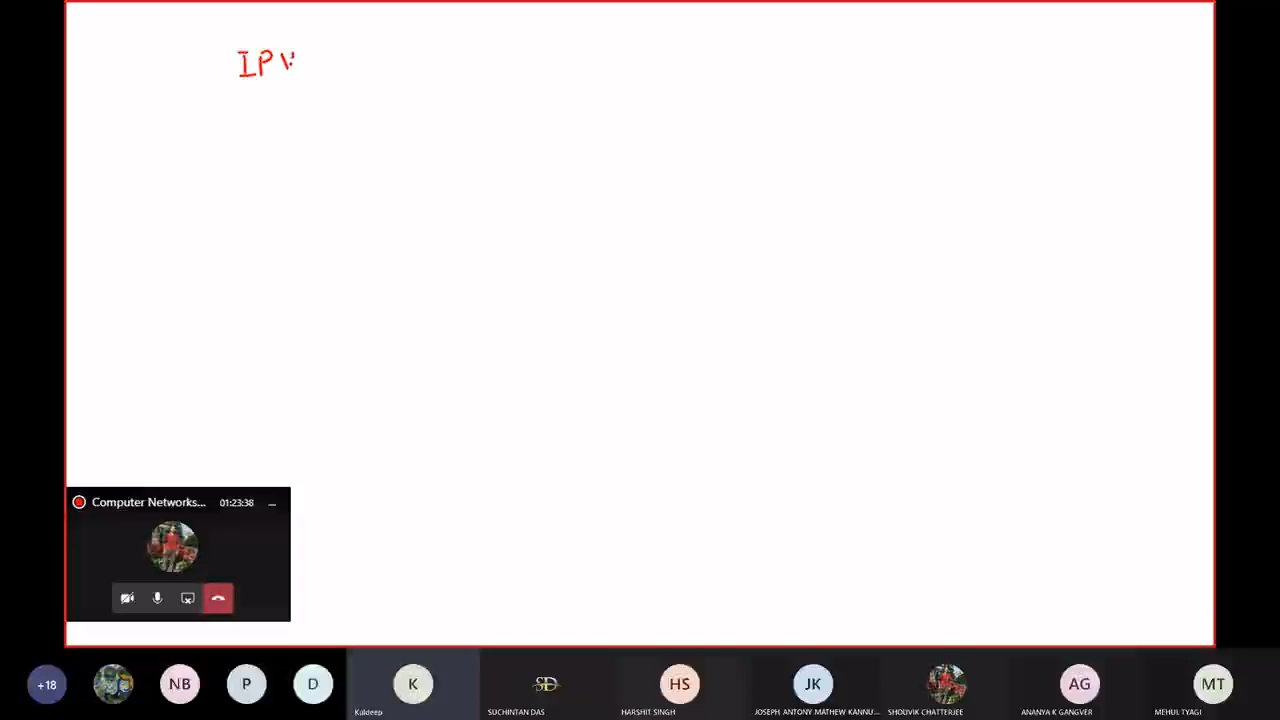 IPV
Computer Networks... 01:23:38
+18 NB P D K HS JK AG MT
Kuldeep SUCHINTAN DAS HARSHIT SINGH JOSEPH ANTONY MATHEW KANNU... SHOUVIK CHATTERJEE ANANYA K GANGVER MEHUL TYAGI